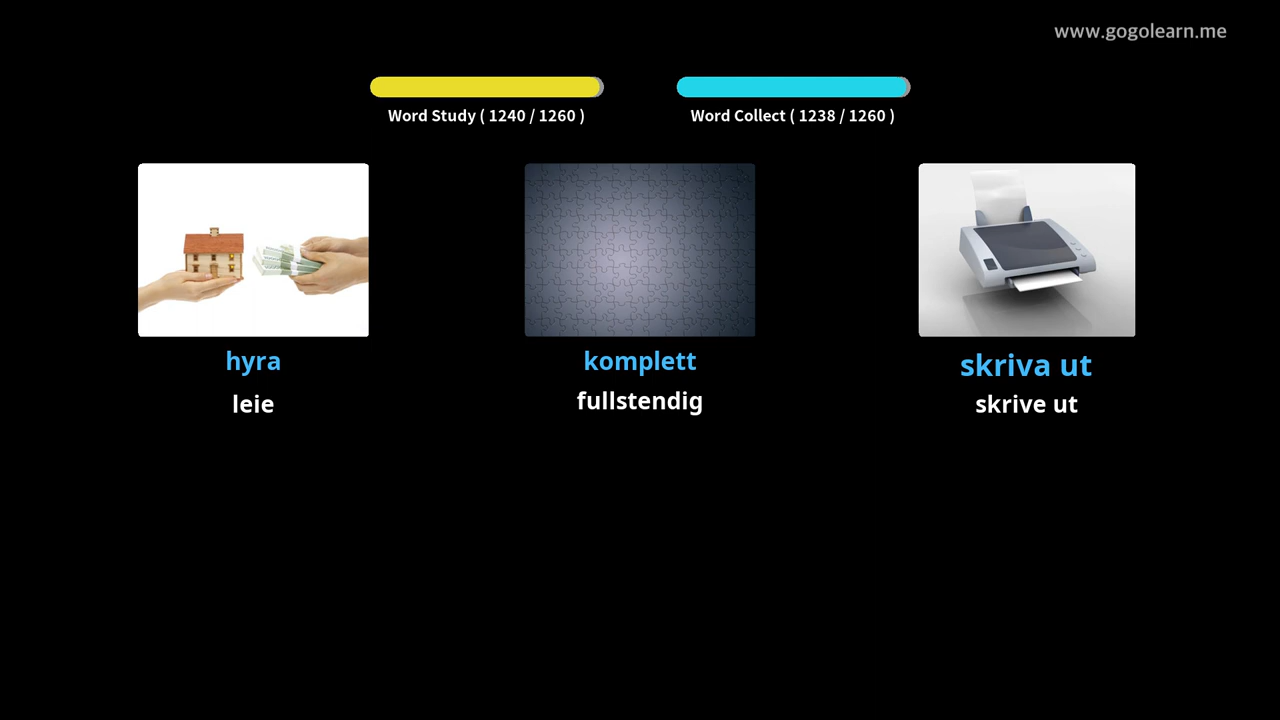 www.gogolearn.me
Word Study ( 1240 / 1260 )
Word Collect ( 1238 / 1260 )
hyra
komplett
skriva ut
leie
fullstendig
skrive ut